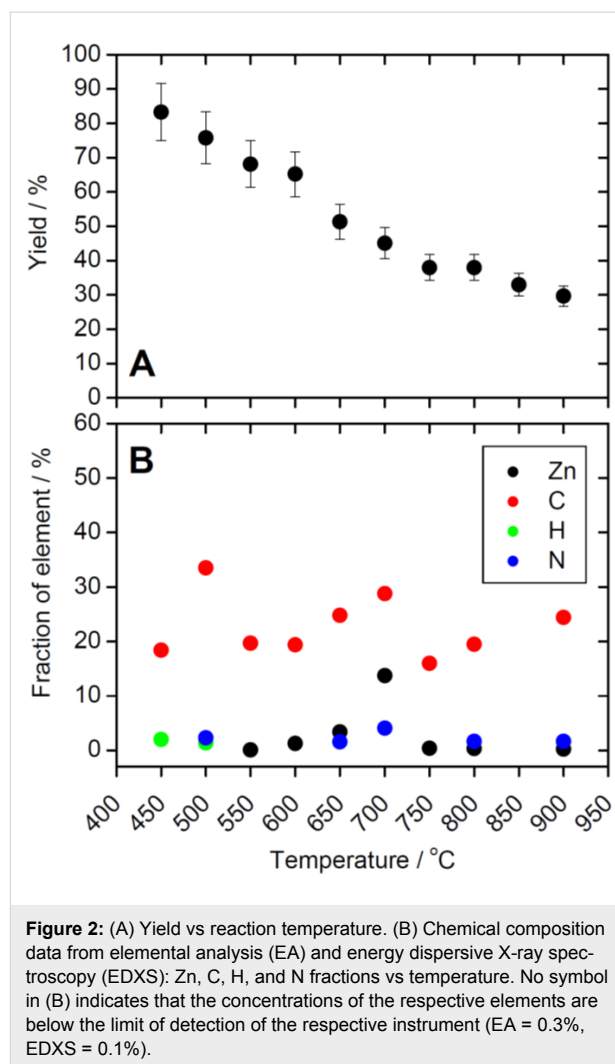 100
90
80
70
60
50
40
30
20
10
0
Yield / %
A
60
50
40
30
20
10
0
Fraction of element / %
B
Zn
C
H
N
400
450
500
550
600
650
700
750
800
850
900
950
Temperature / °C
Figure 2: (A) Yield vs reaction temperature. (B) Chemical composition
data from elemental analysis (EA) and energy dispersive X-ray spec-
troscopy (EDXS): Zn, C, H, and N fractions vs temperature. No symbol
in (B) indicates that the concentrations of the respective elements are
below the limit of detection of the respective instrument (EA = 0.3%,
EDXS = 0.1%).